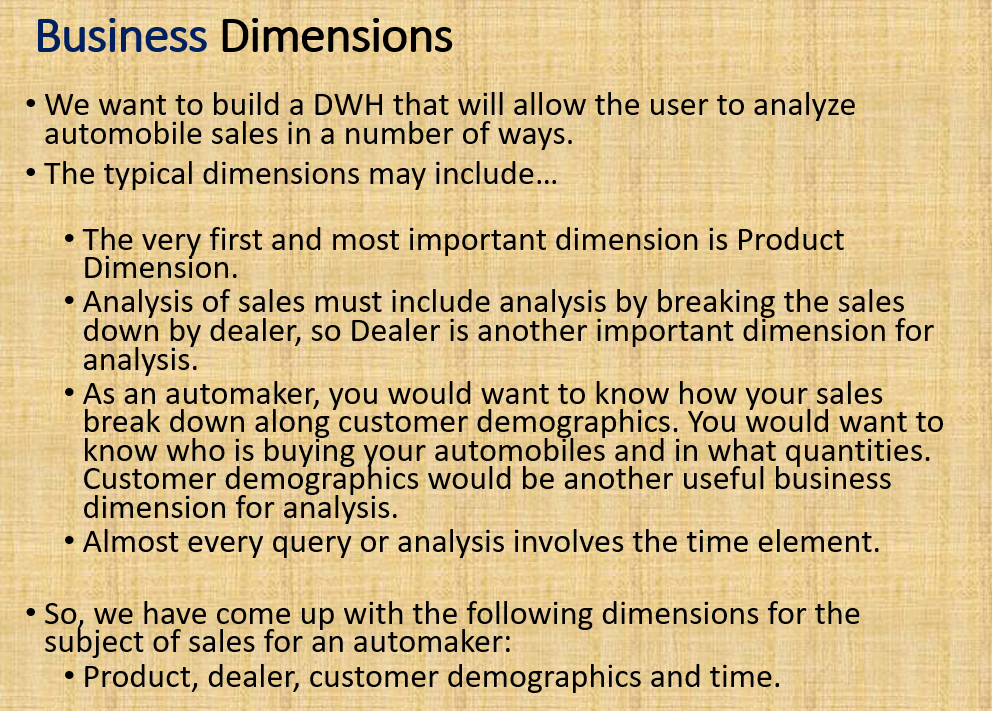 Business Dimensions
• We want to build a DWH that will allow the user to analyze
automobile sales in a number of ways.
• The typical dimensions may include…
• The very first and most important dimension is Product
Dimension.
• Analysis of sales must include analysis by breaking the sales
down by dealer, so Dealer is another important dimension for
analysis.
• As an automaker, you would want to know how your sales
break down along customer demographics. You would want to
know who is buying your automobiles and in what quantities.
Customer demographics would be another useful business
dimension for analysis.
• Almost every query or analysis involves the time element.
• So, we have come up with the following dimensions for the
subject of sales for an automaker:
• Product, dealer, customer demographics and time.